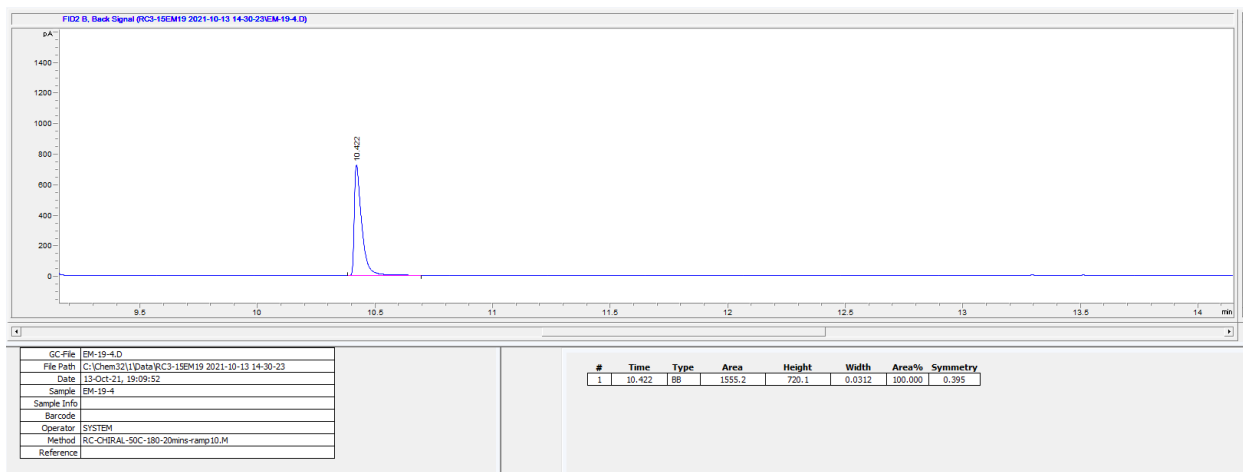 FID2 B, Back Signal (RC3-15EM19 2021-10-13 14-30-23\EM-19-4.D)
pA
1400
1200
1000
800
600
400
200
0
10.422
9.5 10 10.5 11 11.5 12 12.5 13 13.5 14 min
GC-File EM-19-4.D
File Path C:\Chem32\1\Data\RC3-15EM19 2021-10-13 14-30-23
Date 13-Oct-21, 19:09:52
Sample EM-19-4
Sample Info
Barcode
Operator SYSTEM
Method RC-CHIRAL-50C-180-20mins-ramp10.M
Reference
# Time Type Area Height Width Area% Symmetry
1 10.422 BB 1555.2 720.1 0.0312 100.000 0.395